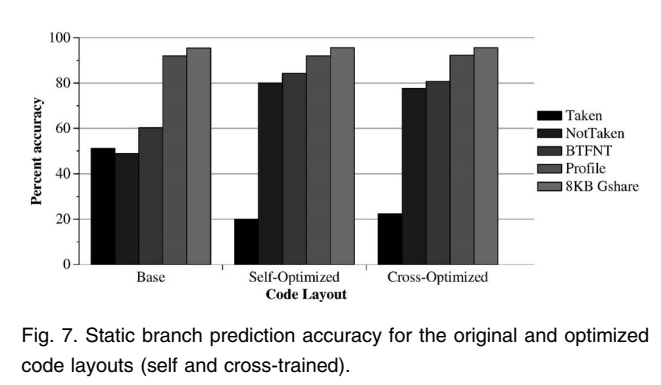 100
80
60
40
20
0
Percent accuracy
Base
Self-Optimized
Cross-Optimized
Code Layout
Taken
NotTaken
BTFNT
Profile
8KB Gshare
Fig. 7. Static branch prediction accuracy for the original and optimized
code layouts (self and cross-trained).